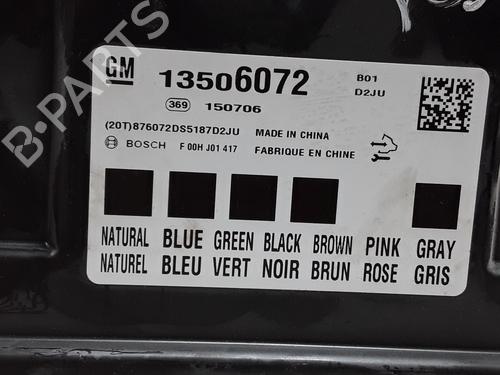 GM 13506072 B01
D2JU
369 150706
(20T)876072DS5187D2JU MADE IN CHINA
BOSCH F 00H J01 417 FABRIQUE EN CHINE
NATURAL BLUE GREEN BLACK BROWN PINK GRAY
NATUREL BLEU VERT NOIR BRUN ROSE GRIS
B-PARTS